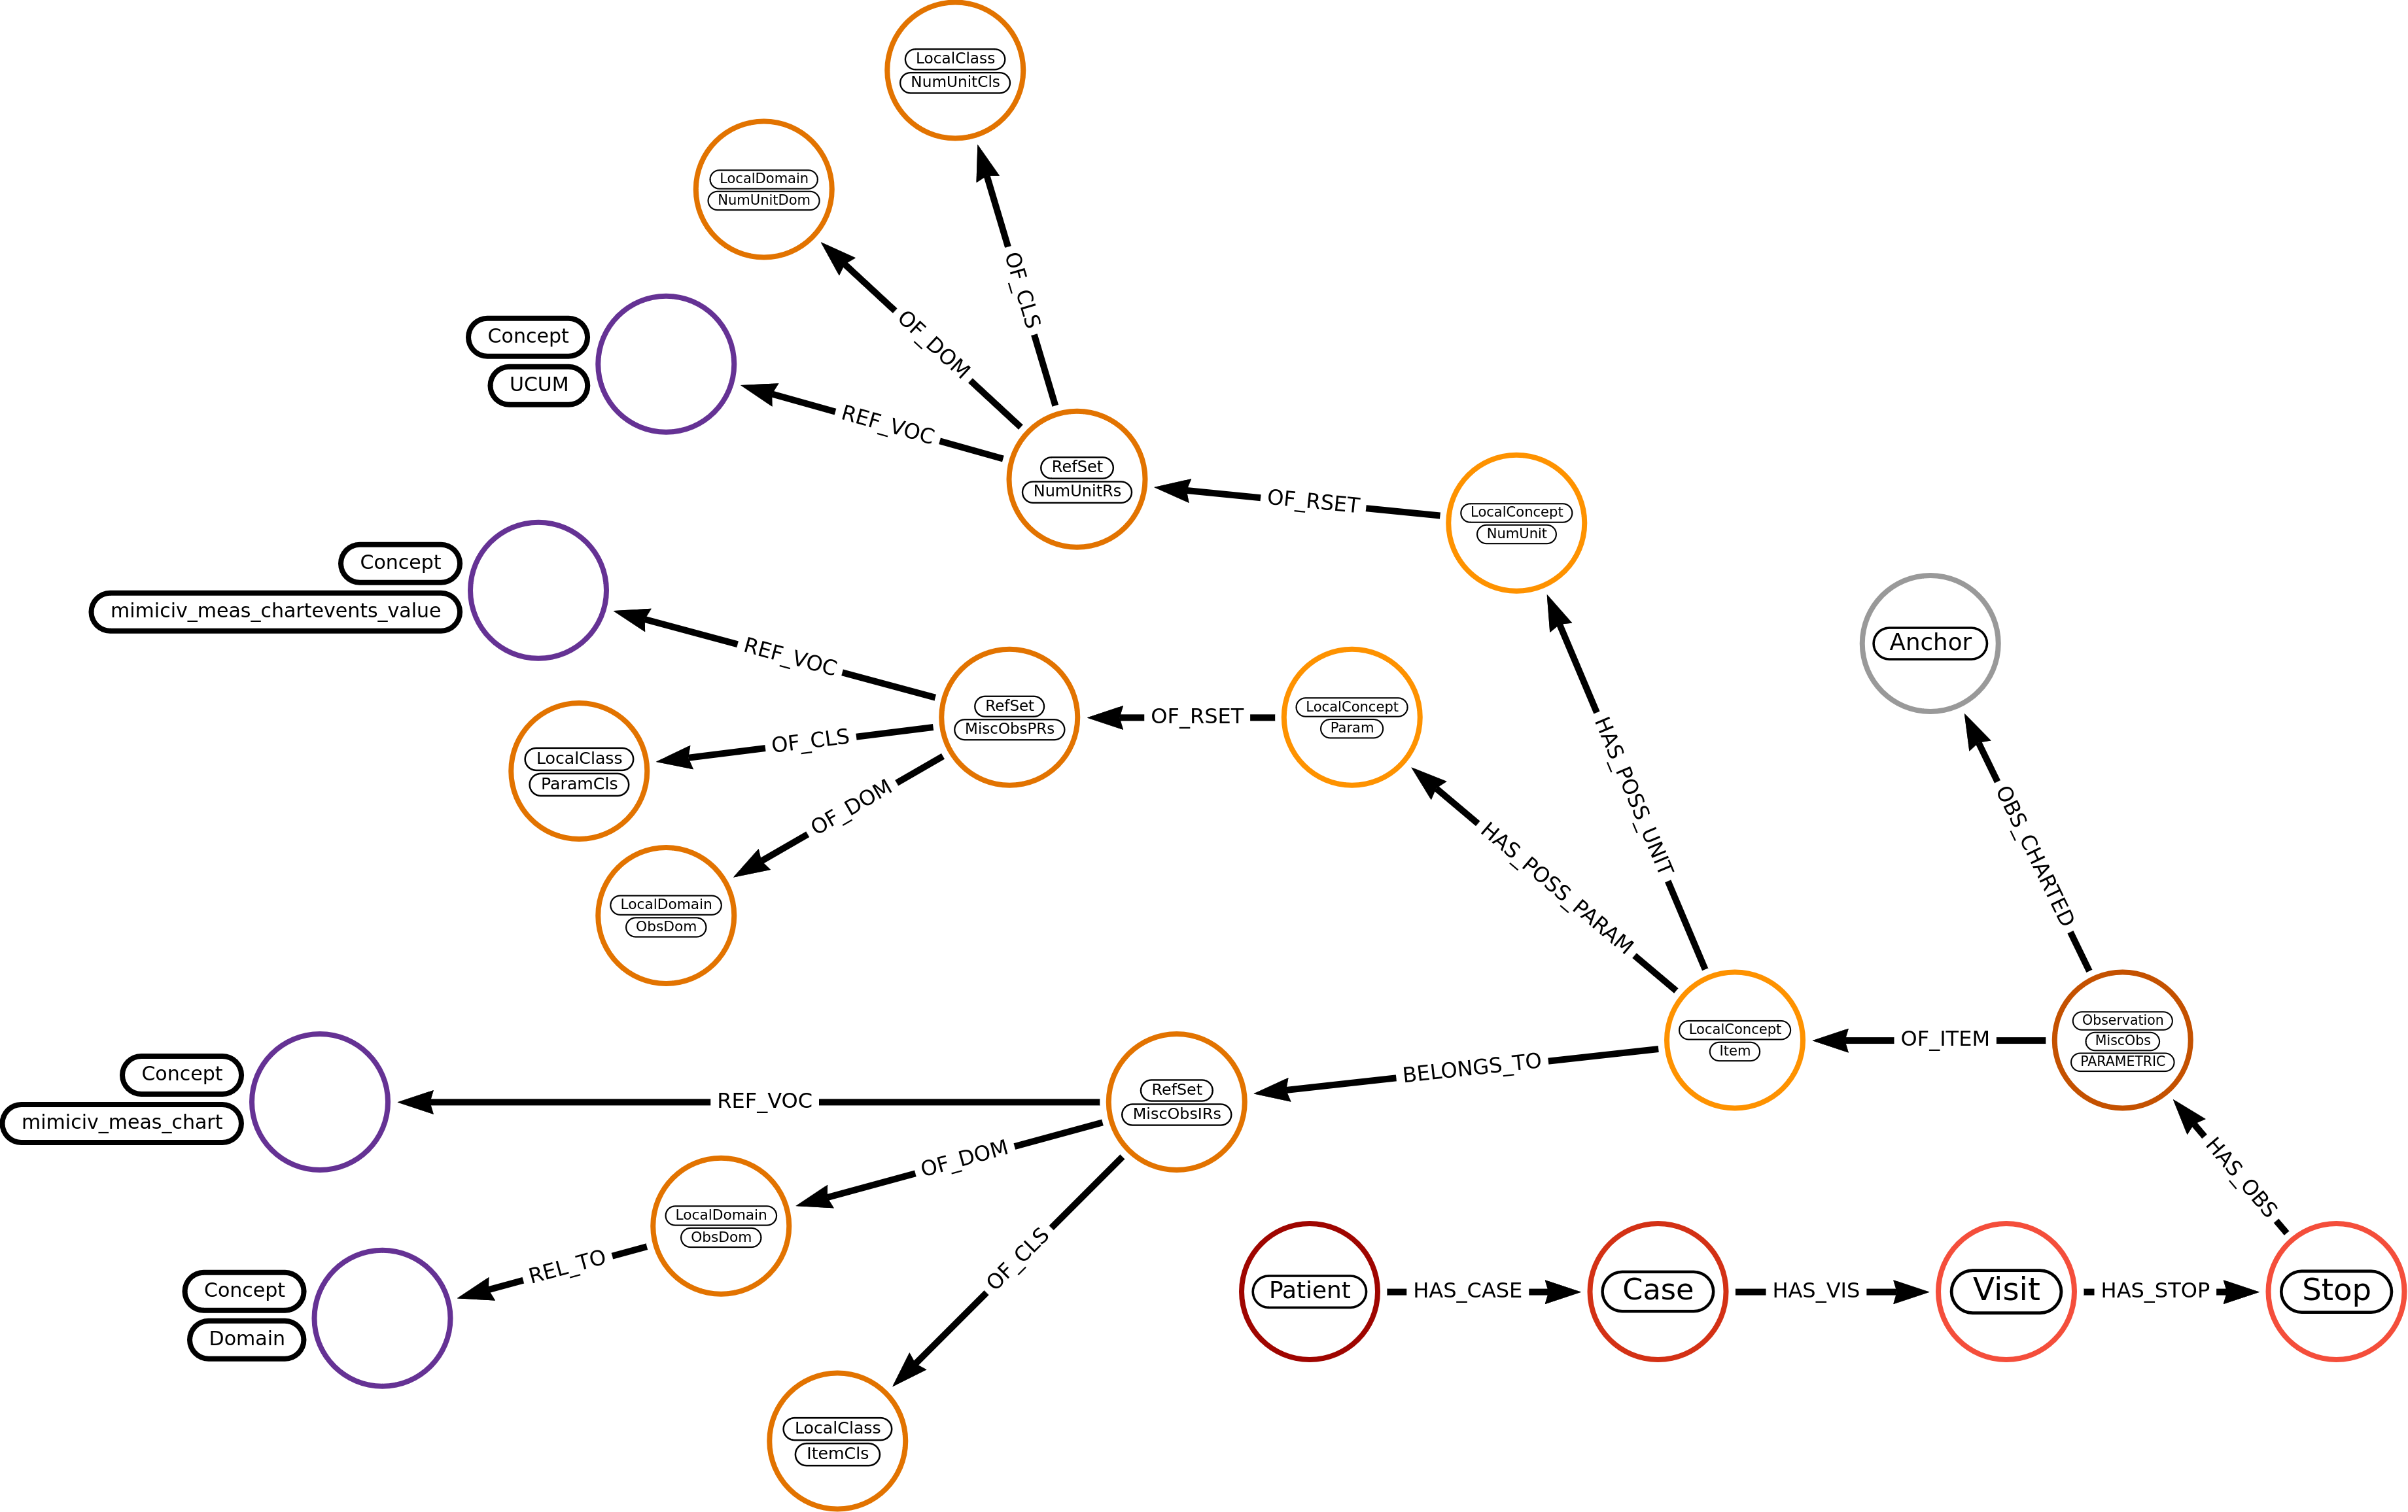 LocalClass
NumUnitCls
LocalDomain
NumUnitDom
OF_CLS
OF_DOM
Concept
UCUM
REF_VOC
RefSet
NumUnitRs
OF_RSET
LocalConcept
NumUnit
Concept
mimiciv_meas_chartevents_value
REF_VOC
Anchor
RefSet
MiscObsPRs
OF_RSET
LocalConcept
Param
HAS_POSS_UNIT
OF_CLS
LocalClass
ParamCls
OF_DOM
HAS_POSS_PARAM
OBS_CHARTED
LocalDomain
ObsDom
Concept
mimiciv_meas_chart
REF_VOC
RefSet
MiscObsIRs
BELONGS_TO
LocalConcept
Item
OF_ITEM
Observation
MiscObs
PARAMETRIC
OF_DOM
HAS_OBS
LocalDomain
ObsDom
REL_TO
OF_CLS
Concept
Domain
Patient
HAS_CASE
Case
HAS_VIS
Visit
HAS_STOP
Stop
LocalClass
ItemCls